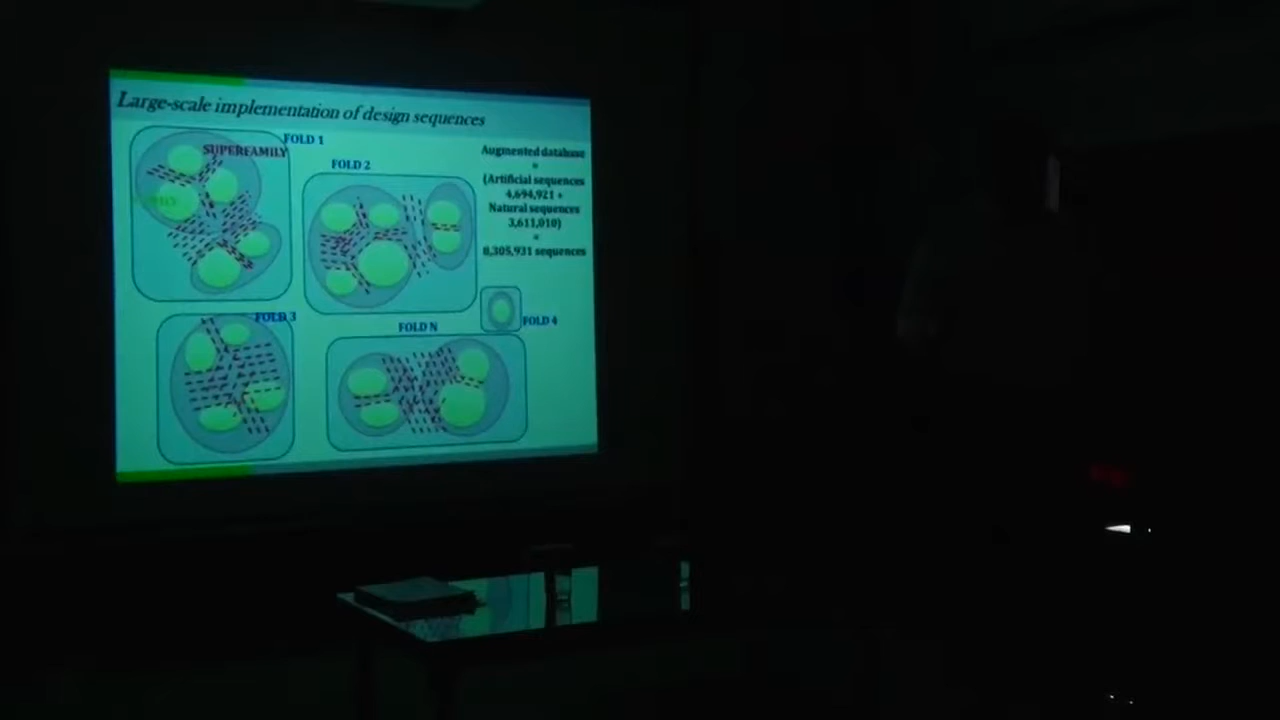 Large-scale implementation of design sequences
FOLD 1
SUPERFAMILY
FOLD 2
Augmented database
=
(Artificial sequences
4,694,921 +
Natural sequences
3,611,010)
=
8,305,931 sequences
FOLD 3
FOLD N
FOLD 4